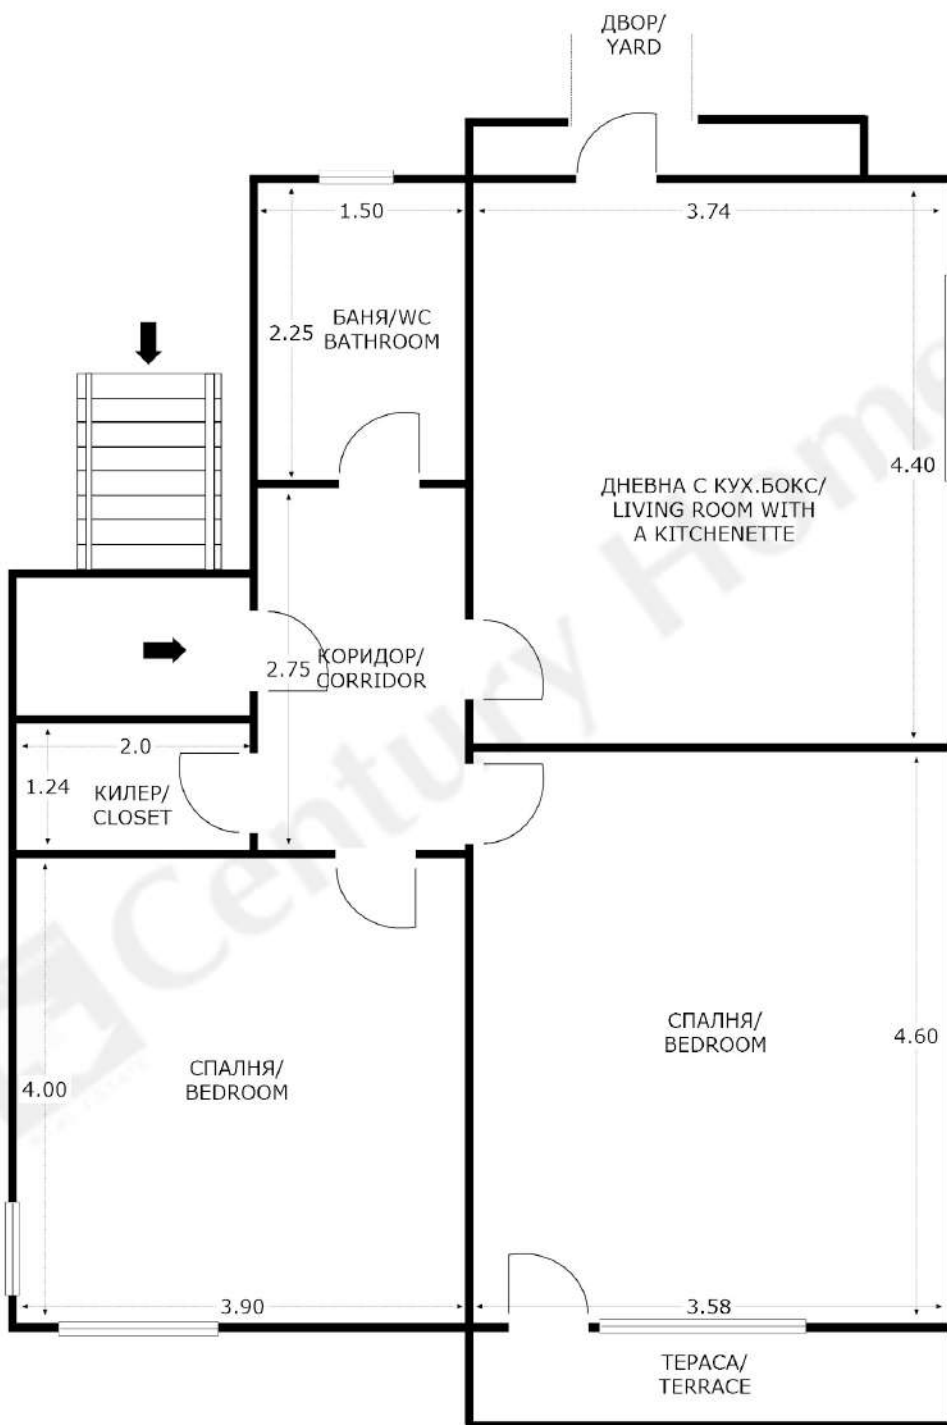 ДВОР/
YARD
1.50
3.74
2.25
БАНЯ/WC
BATHROOM
4.40
ДНЕВНА С КУХ.БОКС/
LIVING ROOM WITH
A KITCHENETTE
2.75
КОРИДОР/
CORRIDOR
2.0
1.24
КИЛЕР/
CLOSET
СПАЛНЯ/
BEDROOM
4.60
СПАЛНЯ/
BEDROOM
4.00
3.90
3.58
ТЕРАСА/
TERRACE
Century Home